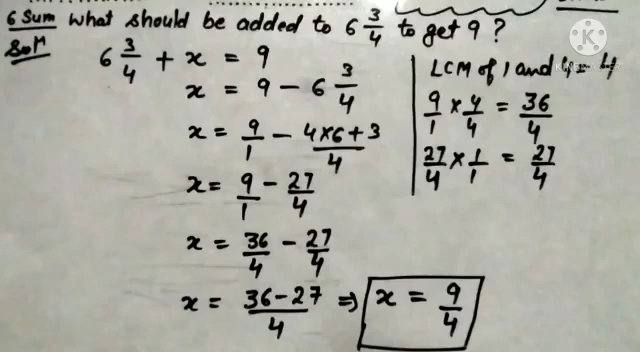 6 Sum What should be added to 6 3/4 to get 9 ?
Solⁿ
6 3/4 + x = 9
x = 9 - 6 3/4
x = 9/1 - 4×6+3/4
x = 9/1 - 27/4
x = 36/4 - 27/4
x = 36-27/4 ⇒ x = 9/4
LCM of 1 and 4 = 4
9/1 × 4/4 = 36/4
27/4 × 1/1 = 27/4